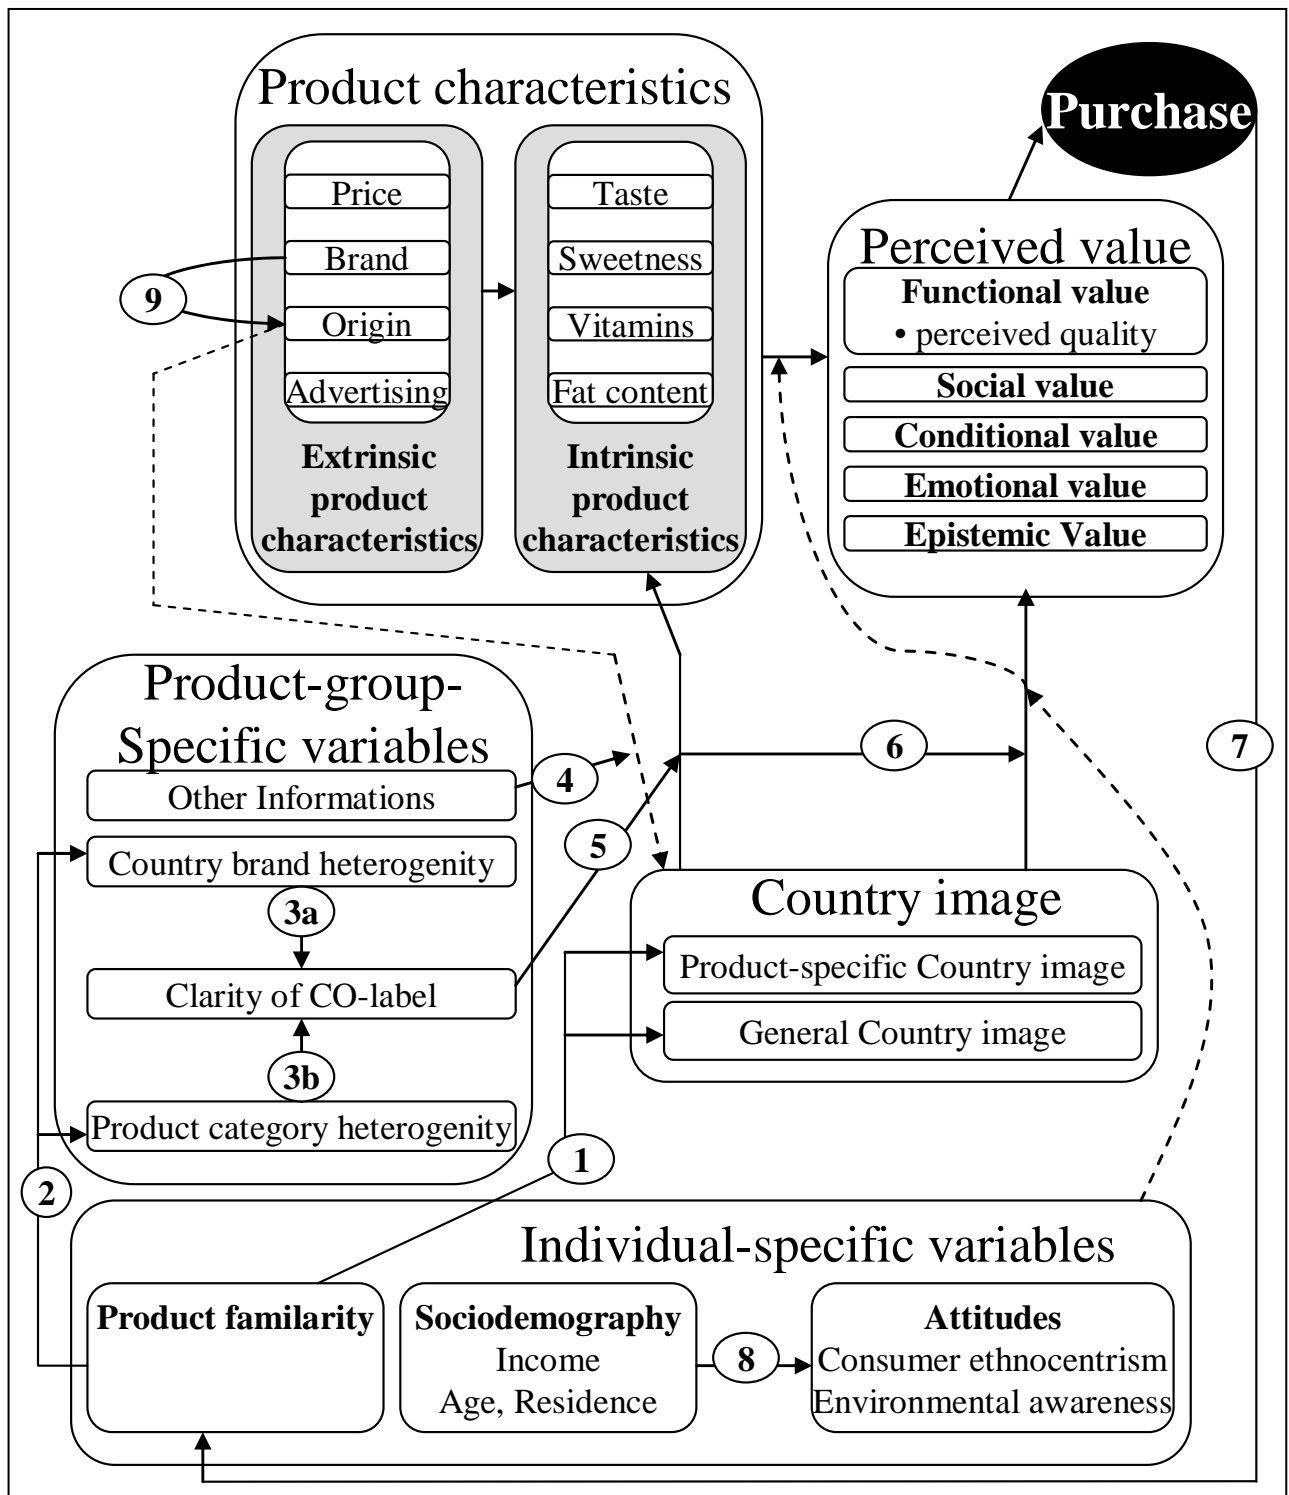 Product characteristics
Price
Brand
Origin
Advertising
Extrinsic
product
characteristics
Taste
Sweetness
Vitamins
Fat content
Intrinsic
product
characteristics
9
Purchase
Perceived value
Functional value
• perceived quality
Social value
Conditional value
Emotional value
Epistemic Value
Product-group-
Specific variables
Other Informations
Country brand heterogenity
3a
Clarity of CO-label
3b
Product category heterogenity
4
5
6
7
Country image
Product-specific Country image
General Country image
1
2
Individual-specific variables
Product familarity
Sociodemography
Income
Age, Residence
8
Attitudes
Consumer ethnocentrism
Environmental awareness